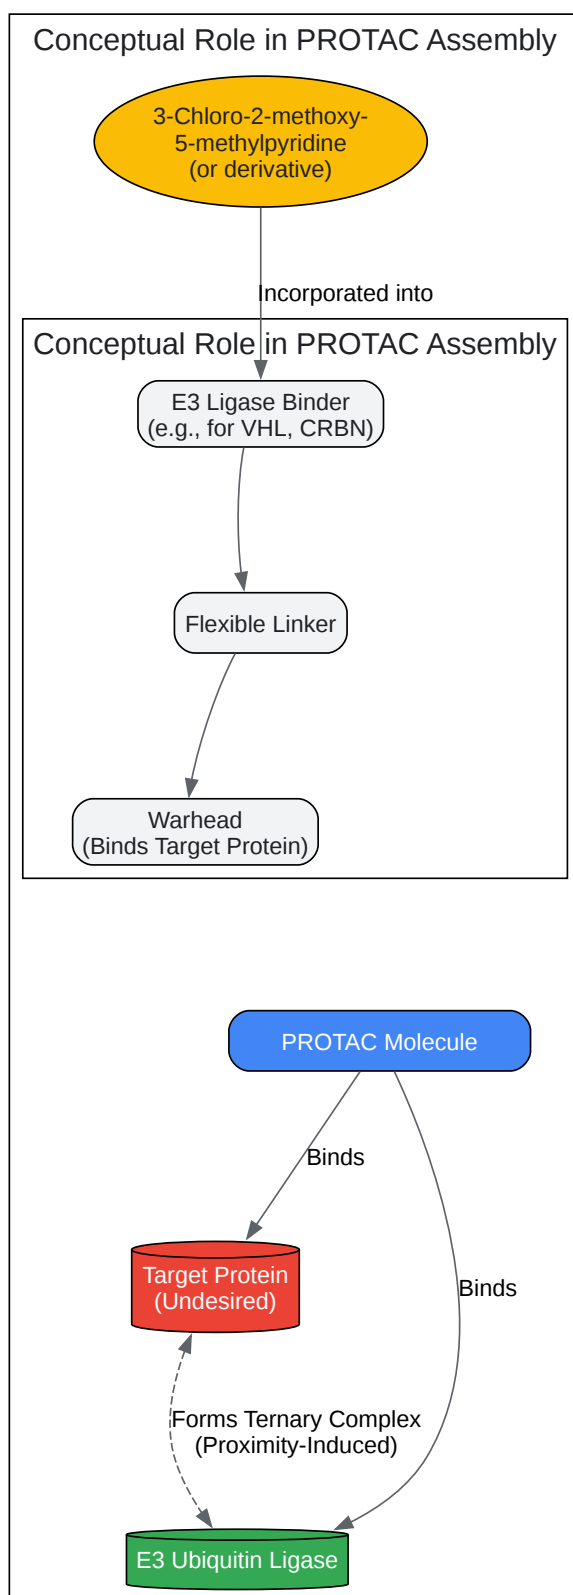 Conceptual Role in PROTAC Assembly
3-Chloro-2-methoxy-
5-methylpyridine
(or derivative)
Incorporated into
Conceptual Role in PROTAC Assembly
E3 Ligase Binder
(e.g., for VHL, CRBN)
Flexible Linker
Warhead
(Binds Target Protein)
PROTAC Molecule
Binds
Target Protein
(Undesired)
Binds
Forms Ternary Complex
(Proximity-Induced)
E3 Ubiquitin Ligase